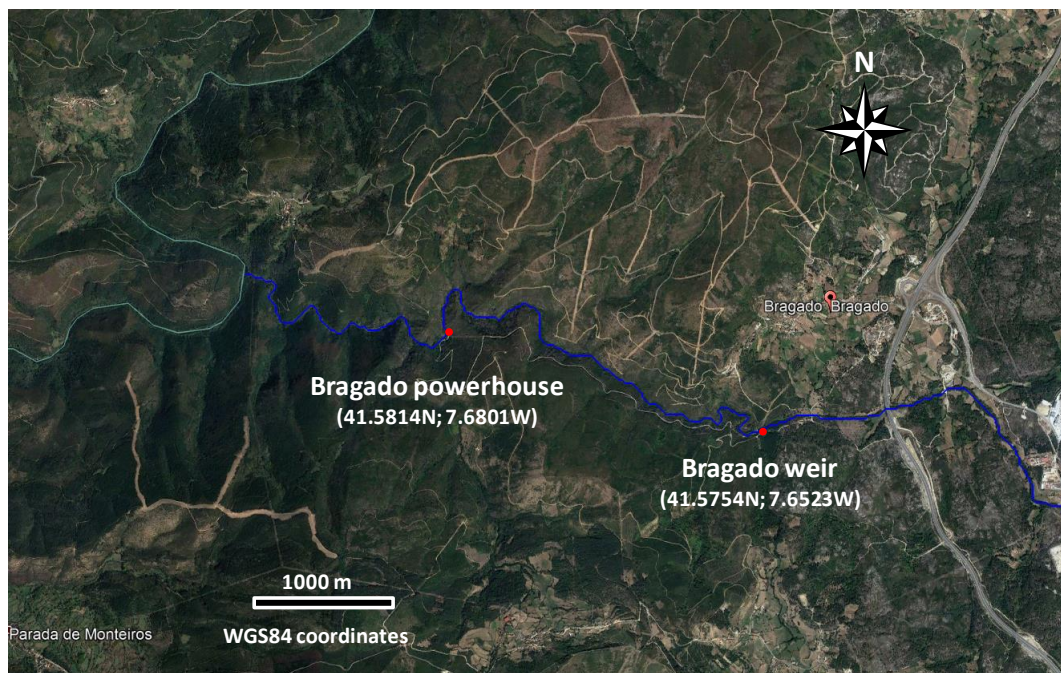 N
Bragado Bragado
Bragado powerhouse
(41.5814N; 7.6801W)
Bragado weir
(41.5754N; 7.6523W)
1000 m
WGS84 coordinates
Parada de Monteiros